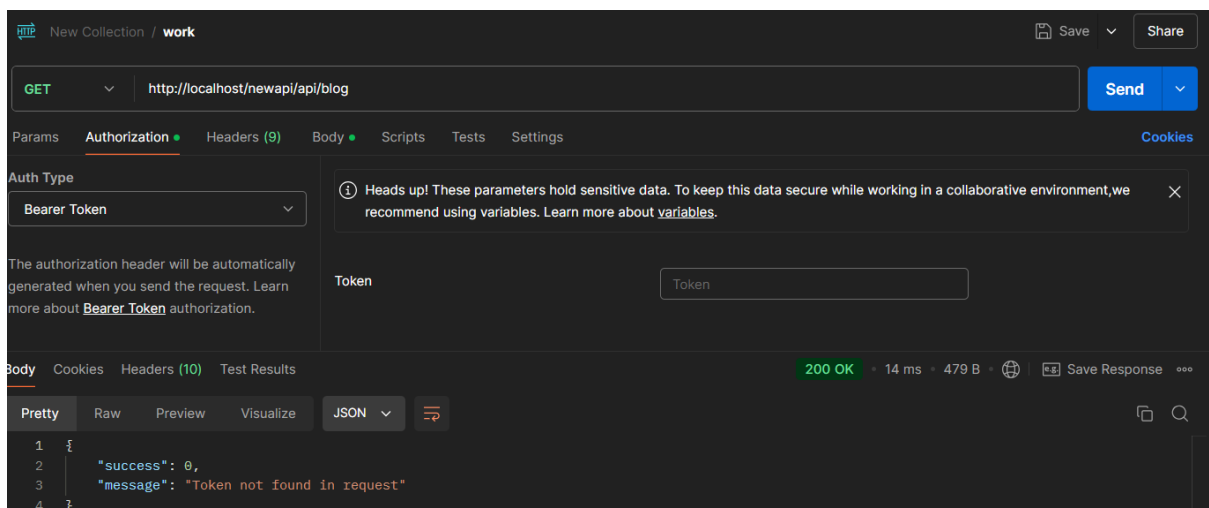 HTTP New Collection / work Save Share
GET http://localhost/newapi/api/blog Send
Params Authorization Headers (9) Body Scripts Tests Settings Cookies
Auth Type
Bearer Token
The authorization header will be automatically
generated when you send the request. Learn
more about Bearer Token authorization.
Heads up! These parameters hold sensitive data. To keep this data secure while working in a collaborative environment,we
recommend using variables. Learn more about variables.
Token Token
Body Cookies Headers (10) Test Results 200 OK 14 ms 479 B e.g. Save Response
Pretty Raw Preview Visualize JSON
1 {
2 "success": 0,
3 "message": "Token not found in request"
4 }